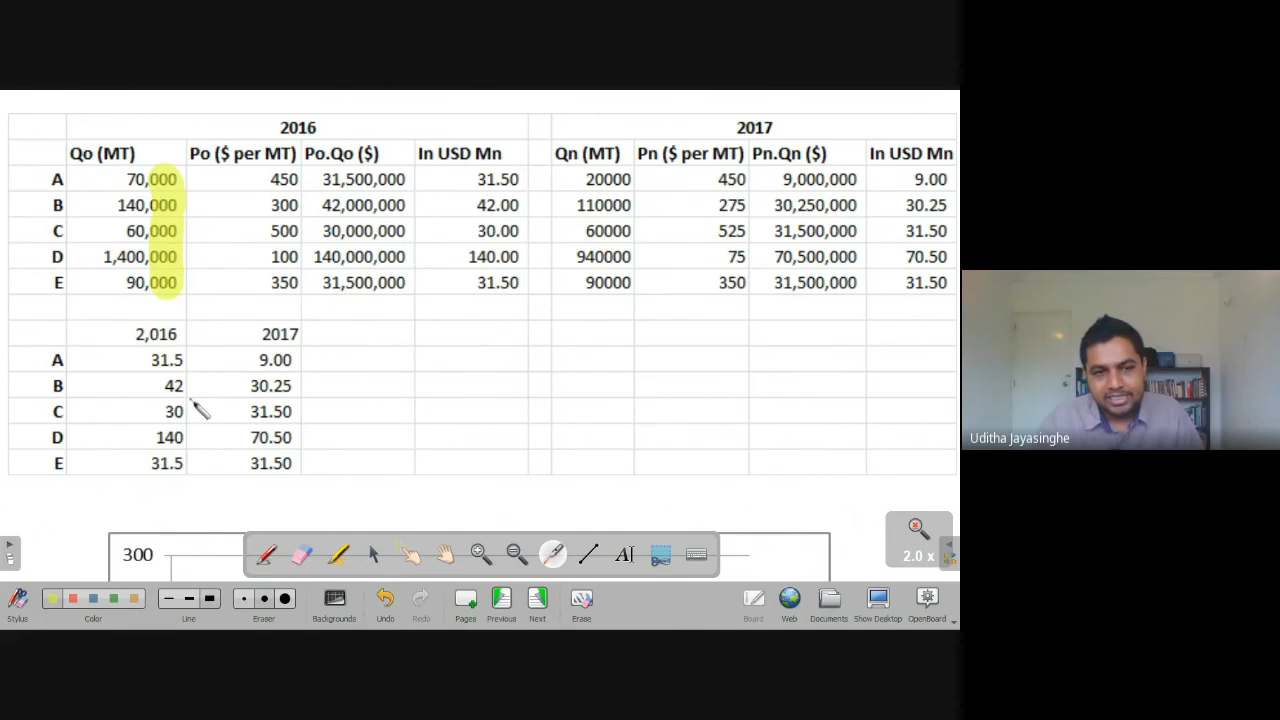 2016 2017
Qo (MT) Po ($ per MT) Po.Qo ($) In USD Mn Qn (MT) Pn ($ per MT) Pn.Qn ($) In USD Mn
A 70,000 450 31,500,000 31.50 20000 450 9,000,000 9.00
B 140,000 300 42,000,000 42.00 110000 275 30,250,000 30.25
C 60,000 500 30,000,000 30.00 60000 525 31,500,000 31.50
D 1,400,000 100 140,000,000 140.00 940000 75 70,500,000 70.50
E 90,000 350 31,500,000 31.50 90000 350 31,500,000 31.50
2,016 2017
A 31.5 9.00
B 42 30.25
C 30 31.50
D 140 70.50
E 31.5 31.50
Uditha Jayasinghe
300
AI
2.0 x
Stylus Color Line Eraser Backgrounds Undo Redo Pages Previous Next Erase Board Web Documents Show Desktop OpenBoard